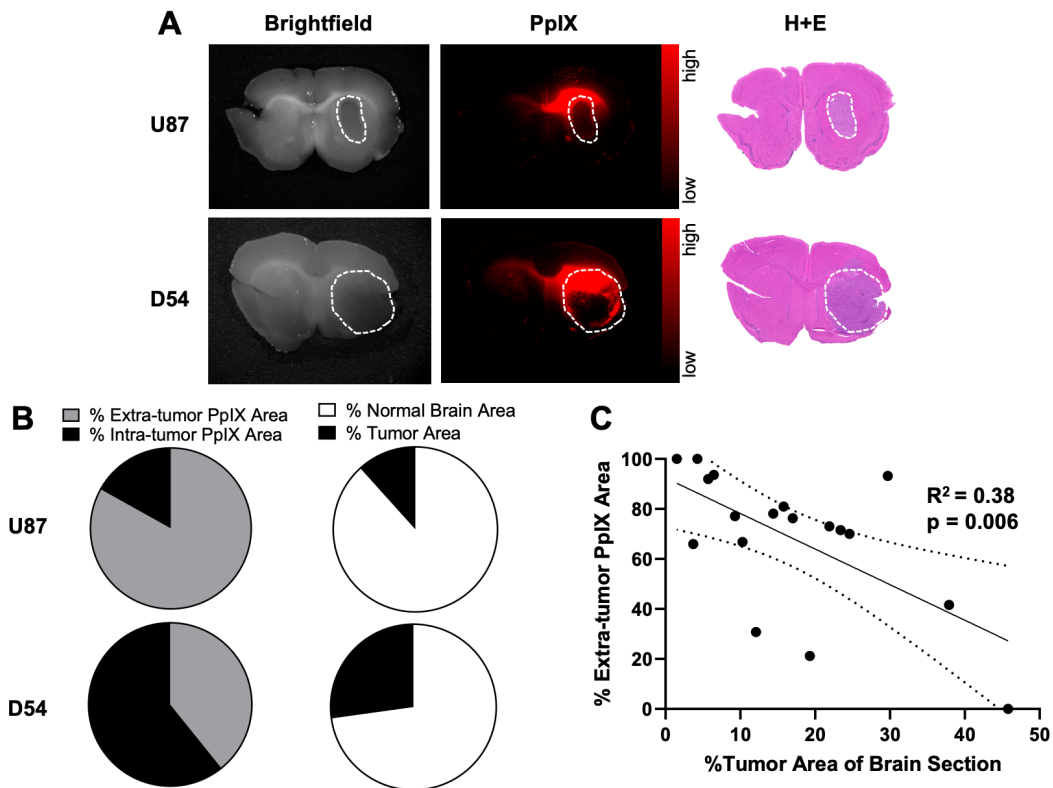 A
Brightfield
PpIX
H+E
U87
high
low
D54
high
low
B
% Extra-tumor PpIX Area
% Intra-tumor PpIX Area
% Normal Brain Area
% Tumor Area
U87
D54
C
% Extra-tumor PpIX Area
100
80
60
40
20
0
R² = 0.38
p = 0.006
0
10
20
30
40
50
%Tumor Area of Brain Section